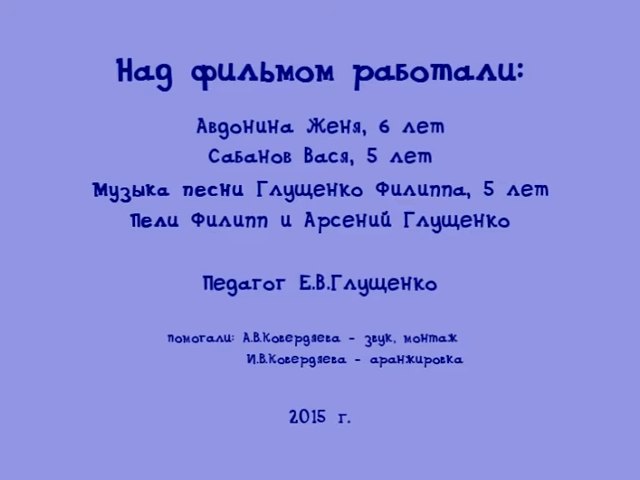 Над фильмом работали:
Авдонина Женя, 6 лет
Сабанов Вася, 5 лет
Музыка песни Глущенко Филиппа, 5 лет
Пели Филипп и Арсений Глущенко
Педагог Е.В.Глущенко
помогали: А.В.Ковердяева - звук, монтаж
И.В.Ковердяева - аранжировка
2015 г.